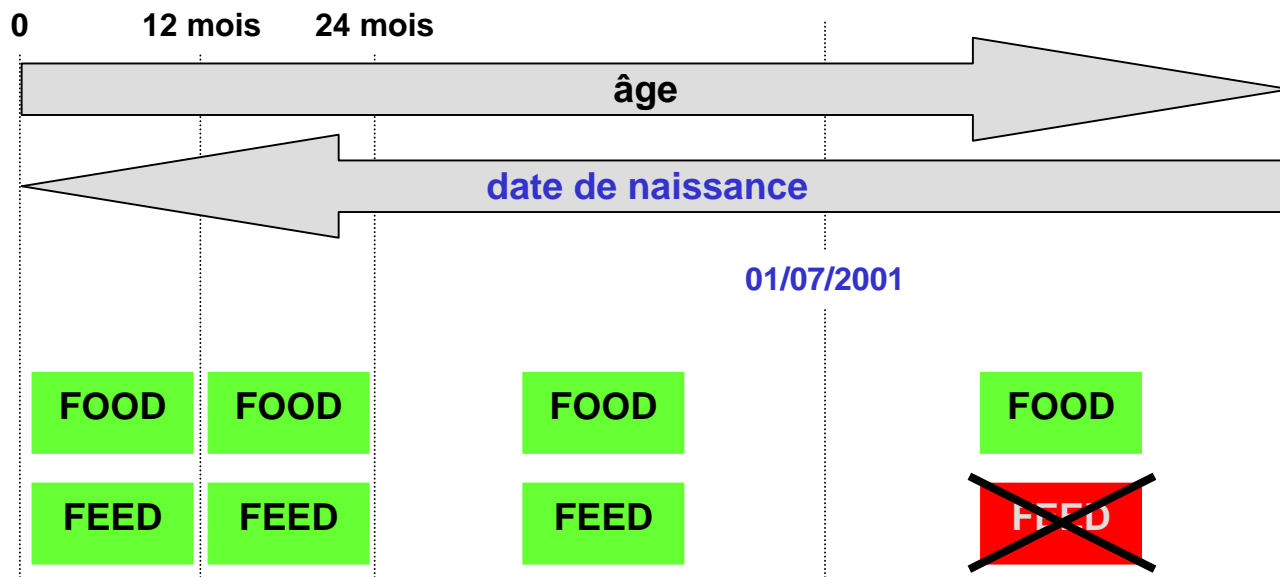 0 12 mois 24 mois
âge
date de naissance
01/07/2001
FOOD FOOD FOOD FOOD
FEED FEED FEED FEED